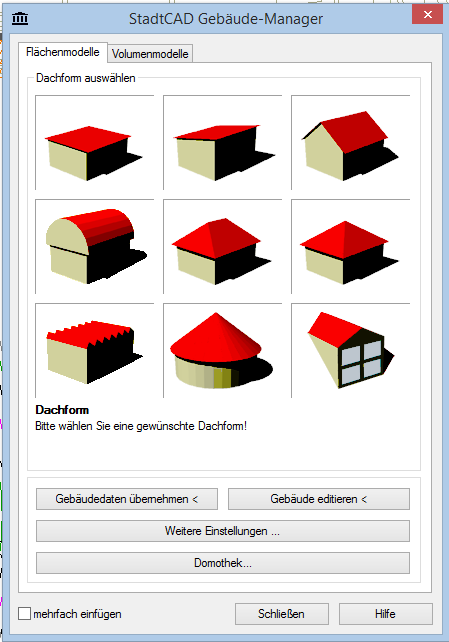 StadtCAD Gebäude-Manager
Flächenmodelle
Volumenmodelle
Dachform auswählen
Dachform
Bitte wählen Sie eine gewünschte Dachform!
Gebäudedaten übernehmen <
Gebäude editieren <
Weitere Einstellungen ...
Domothek...
mehrfach einfügen
Schließen
Hilfe